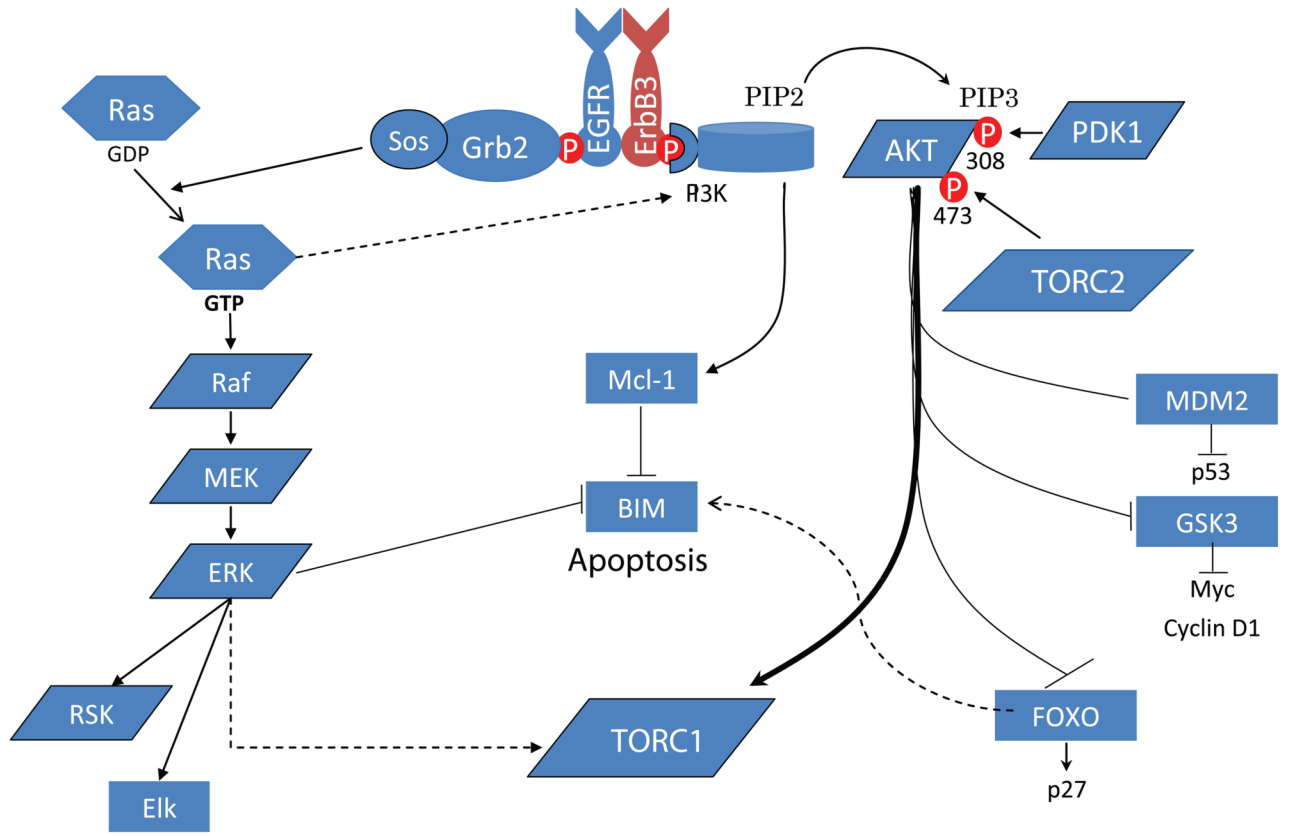 Ras
GDP
Sos
Grb2
P
EGFR
ErbB3
P
PI3K
PIP2
PIP3
AKT
P
308
PDK1
P
473
TORC2
Ras
GTP
Raf
MEK
ERK
RSK
Elk
Mcl-1
BIM
Apoptosis
TORC1
MDM2
p53
GSK3
Myc
Cyclin D1
FOXO
p27